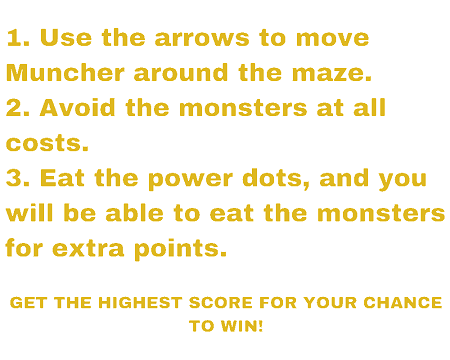 1. Use the arrows to move
Muncher around the maze.
2. Avoid the monsters at all
costs.
3. Eat the power dots, and you
will be able to eat the monsters
for extra points.
GET THE HIGHEST SCORE FOR YOUR CHANCE
TO WIN!